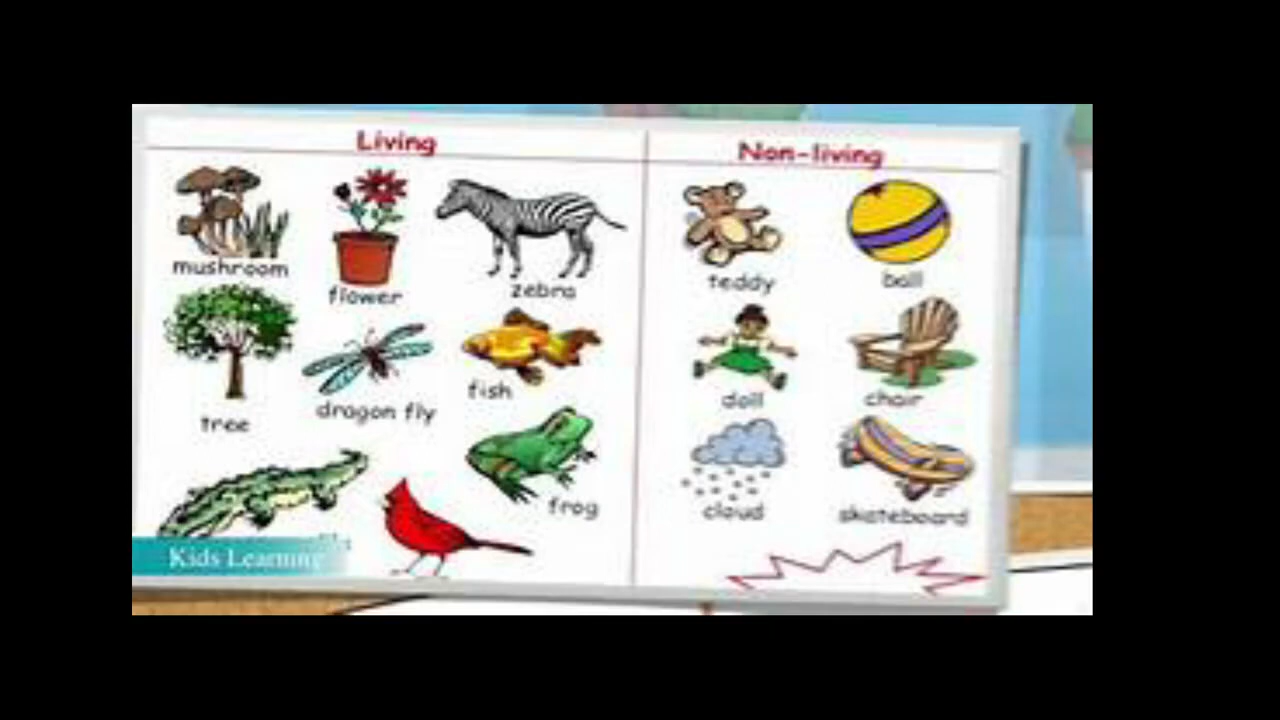 Living
Non-living
mushroom
flower
zebra
teddy
ball
tree
dragon fly
fish
doll
chair
frog
cloud
skateboard
Kids Learning